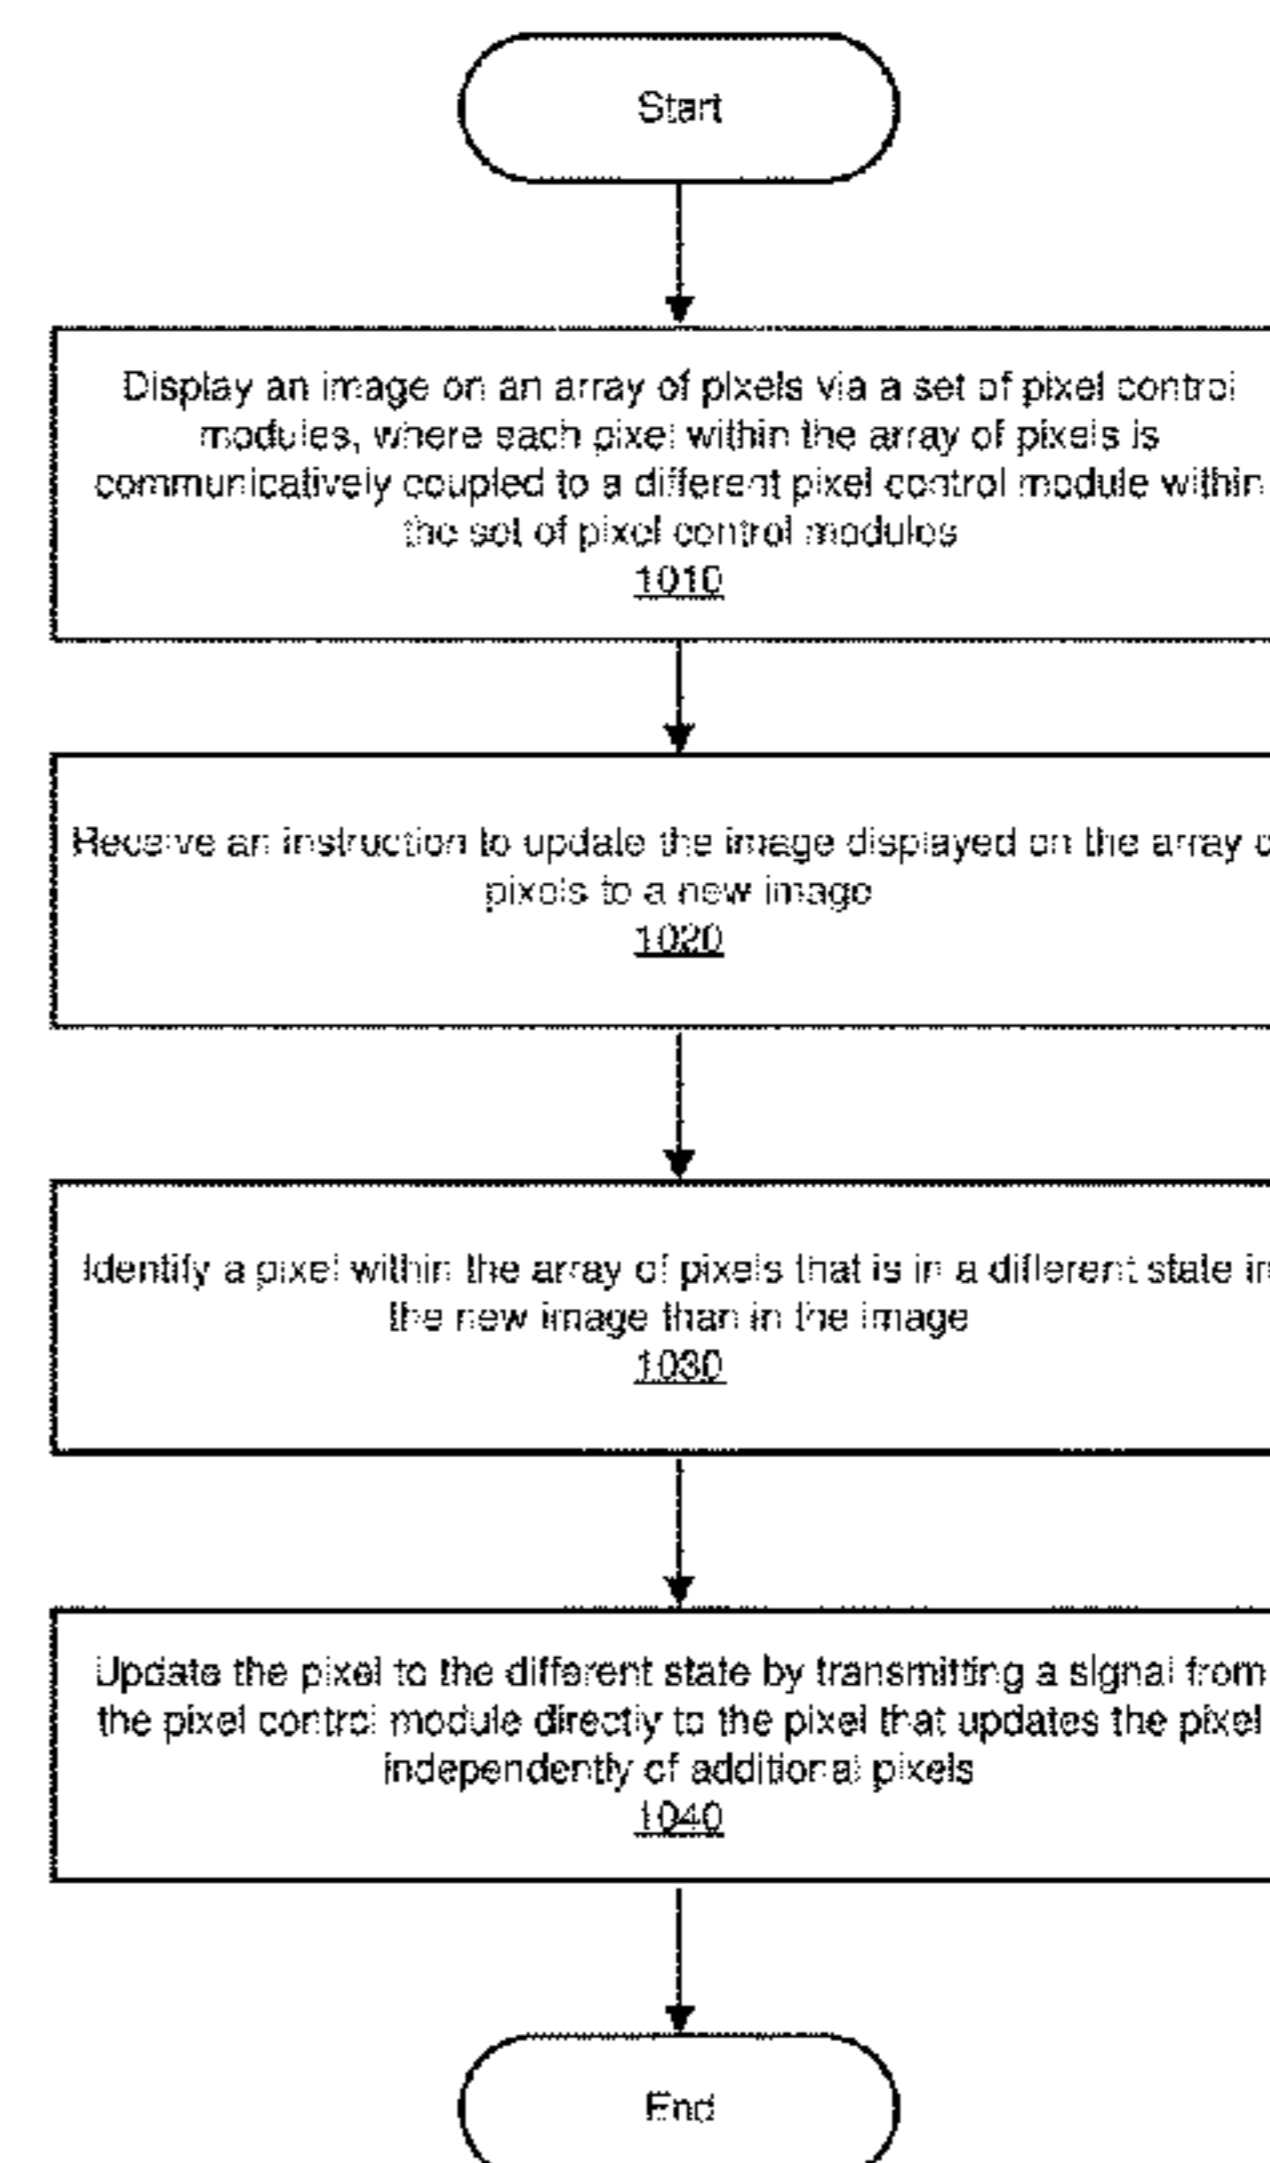 Start
Display an image on an array of pixels via a set of pixel control
modules, where each pixel within the array of pixels is
communicatively coupled to a different pixel control module within
the set of pixel control modules
1010
Receive an instruction to update the image displayed on the array
pixels to a new image
1020
Identify a pixel within the array of pixels that is in a different state in
the new image than in the image
1030
Update the pixel to the different state by transmitting a signal from
the pixel control module directly to the pixel that updates the pixel
independently of additional pixels
1040
End